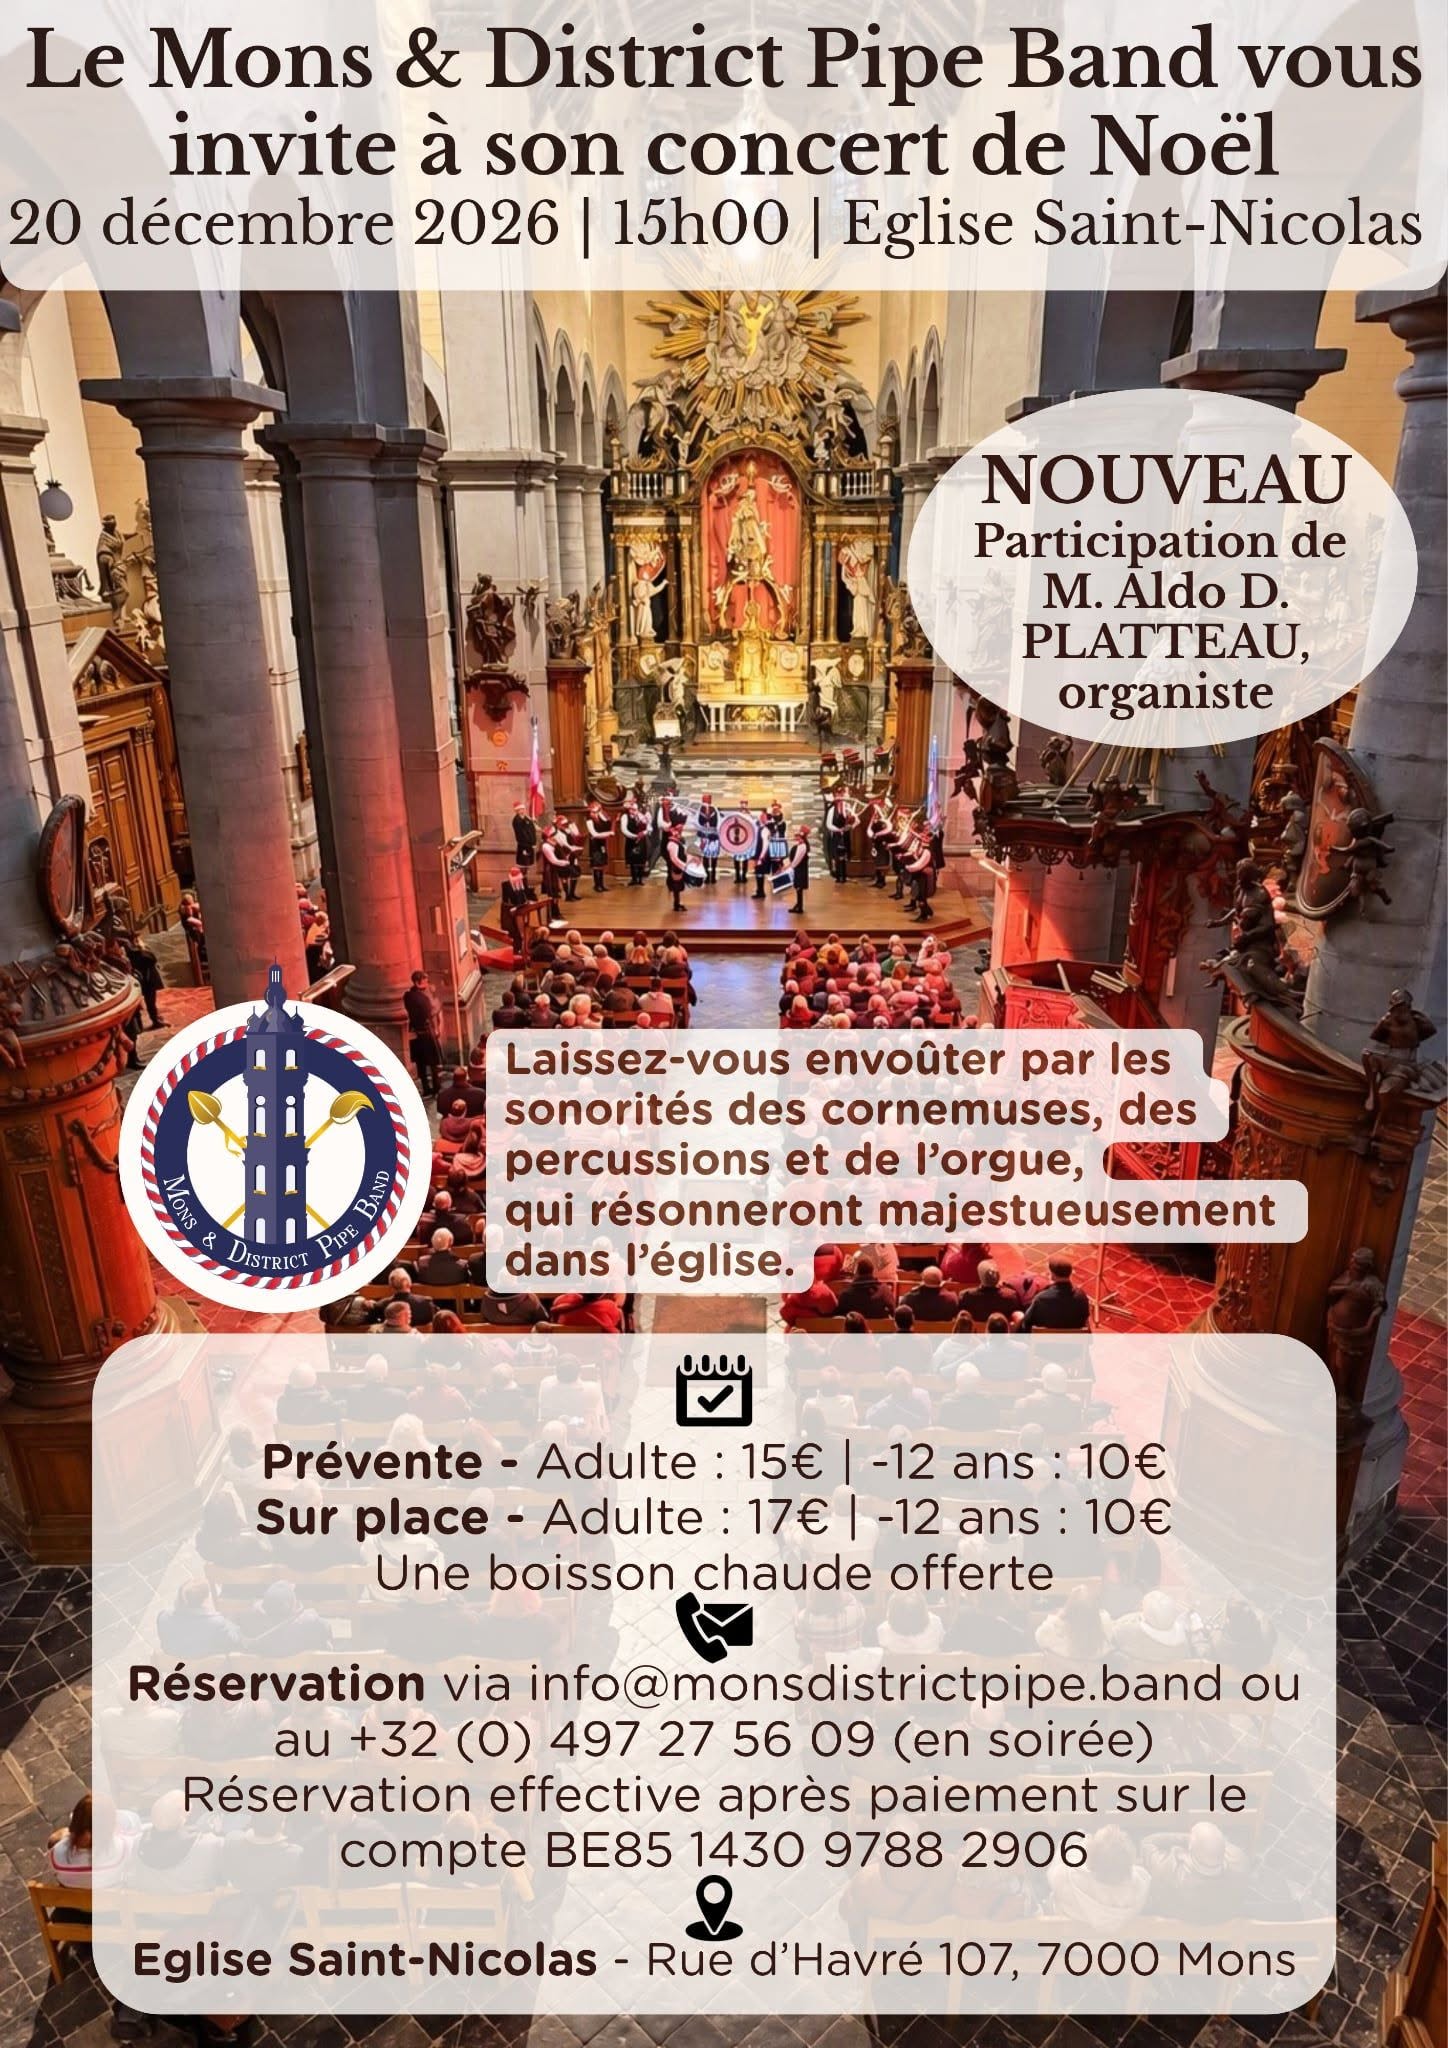 Le Mons & District Pipe Band vous
invite à son concert de Noël
20 décembre 2026 | 15h00 | Eglise Saint-Nicolas
NOUVEAU
Participation de
M. Aldo D.
PLATTEAU,
organiste
Laissez-vous envoûter par les
sonorités des cornemuses, des
percussions et de l'orgue,
qui résonneront majestueusement
dans l'église.
MONS & DISTRICT PIPE BAND
Prévente - Adulte : 15€ | -12 ans : 10€
Sur place - Adulte : 17€ | -12 ans : 10€
Une boisson chaude offerte
Réservation via info@monsdistrictpipe.band ou
au +32 (0) 497 27 56 09 (en soirée)
Réservation effective après paiement sur le
compte BE85 1430 9788 2906
Eglise Saint-Nicolas - Rue d'Havré 107, 7000 Mons